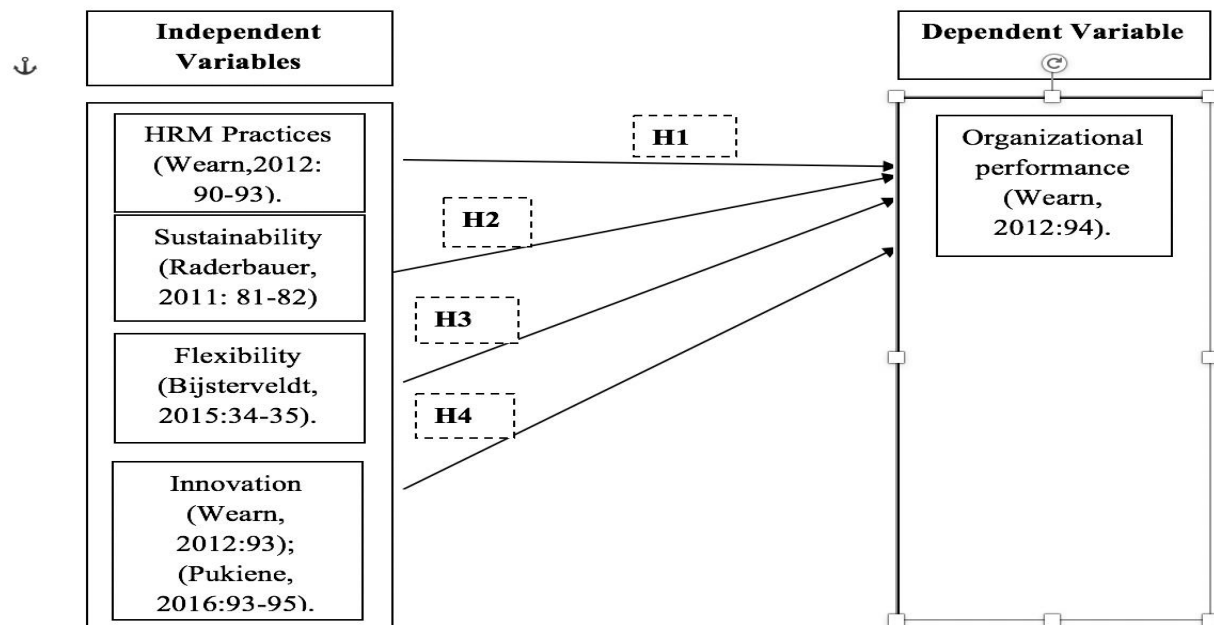 Independent
Variables
Dependent Variable
HRM Practices
(Wearn,2012:
90-93).
Sustainability
(Raderbauer,
2011: 81-82)
Flexibility
(Bijsterveldt,
2015:34-35).
Innovation
(Wearn,
2012:93);
(Pukiene,
2016:93-95).
H1
H2
H3
H4
Organizational
performance
(Wearn,
2012:94).